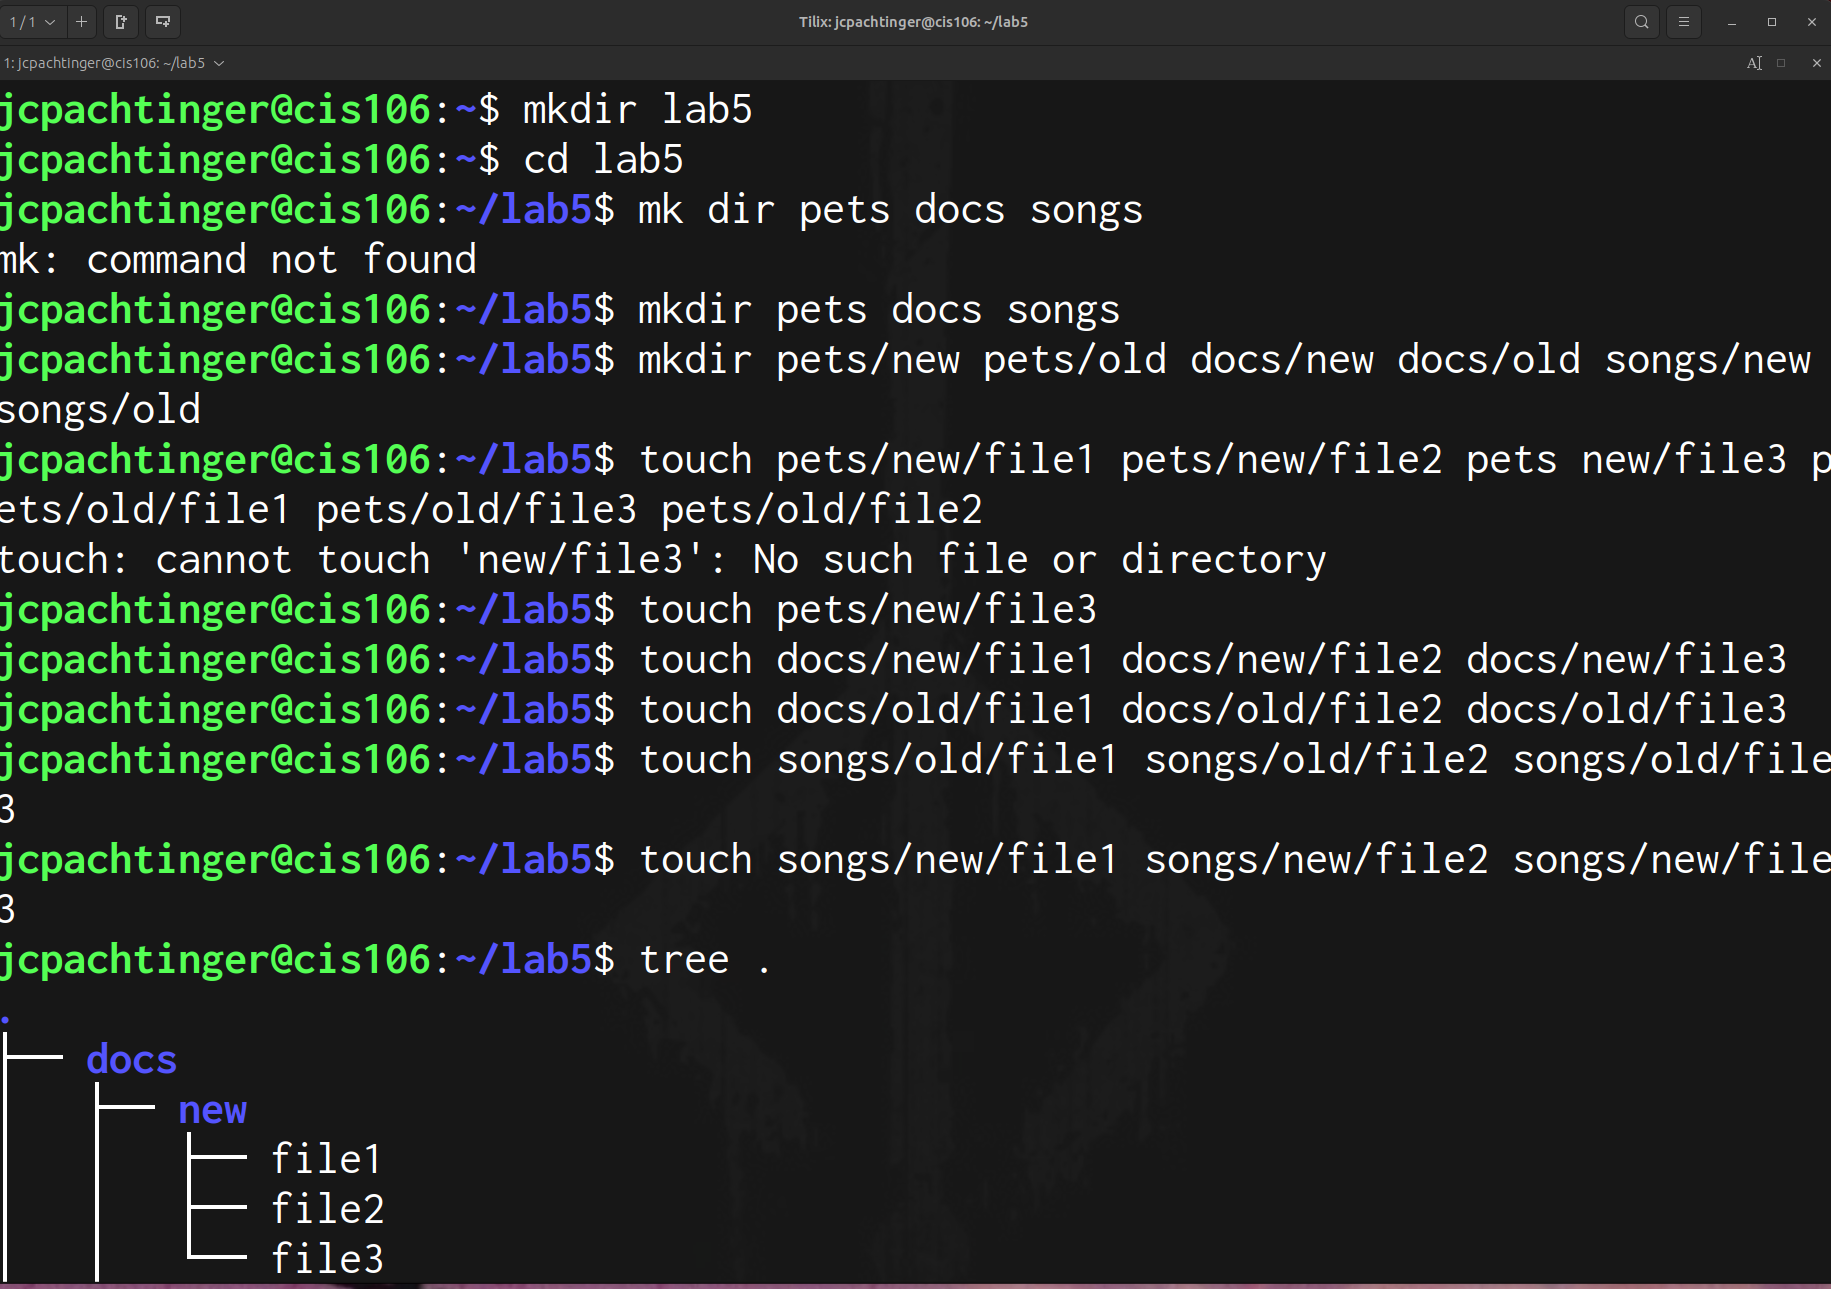 1 / 1
Tilix: jcpachtinger@cis106: ~/lab5
1: jcpachtinger@cis106: ~/lab5
jcpachtinger@cis106:~$ mkdir lab5
jcpachtinger@cis106:~$ cd lab5
jcpachtinger@cis106:~/lab5$ mk dir pets docs songs
mk: command not found
jcpachtinger@cis106:~/lab5$ mkdir pets docs songs
jcpachtinger@cis106:~/lab5$ mkdir pets/new pets/old docs/new docs/old songs/new
songs/old
jcpachtinger@cis106:~/lab5$ touch pets/new/file1 pets/new/file2 pets new/file3 p
ets/old/file1 pets/old/file3 pets/old/file2
touch: cannot touch 'new/file3': No such file or directory
jcpachtinger@cis106:~/lab5$ touch pets/new/file3
jcpachtinger@cis106:~/lab5$ touch docs/new/file1 docs/new/file2 docs/new/file3
jcpachtinger@cis106:~/lab5$ touch docs/old/file1 docs/old/file2 docs/old/file3
jcpachtinger@cis106:~/lab5$ touch songs/old/file1 songs/old/file2 songs/old/file
3
jcpachtinger@cis106:~/lab5$ touch songs/new/file1 songs/new/file2 songs/new/file
3
jcpachtinger@cis106:~/lab5$ tree .
.
├── docs
│   ├── new
│   │   ├── file1
│   │   ├── file2
│   │   └── file3